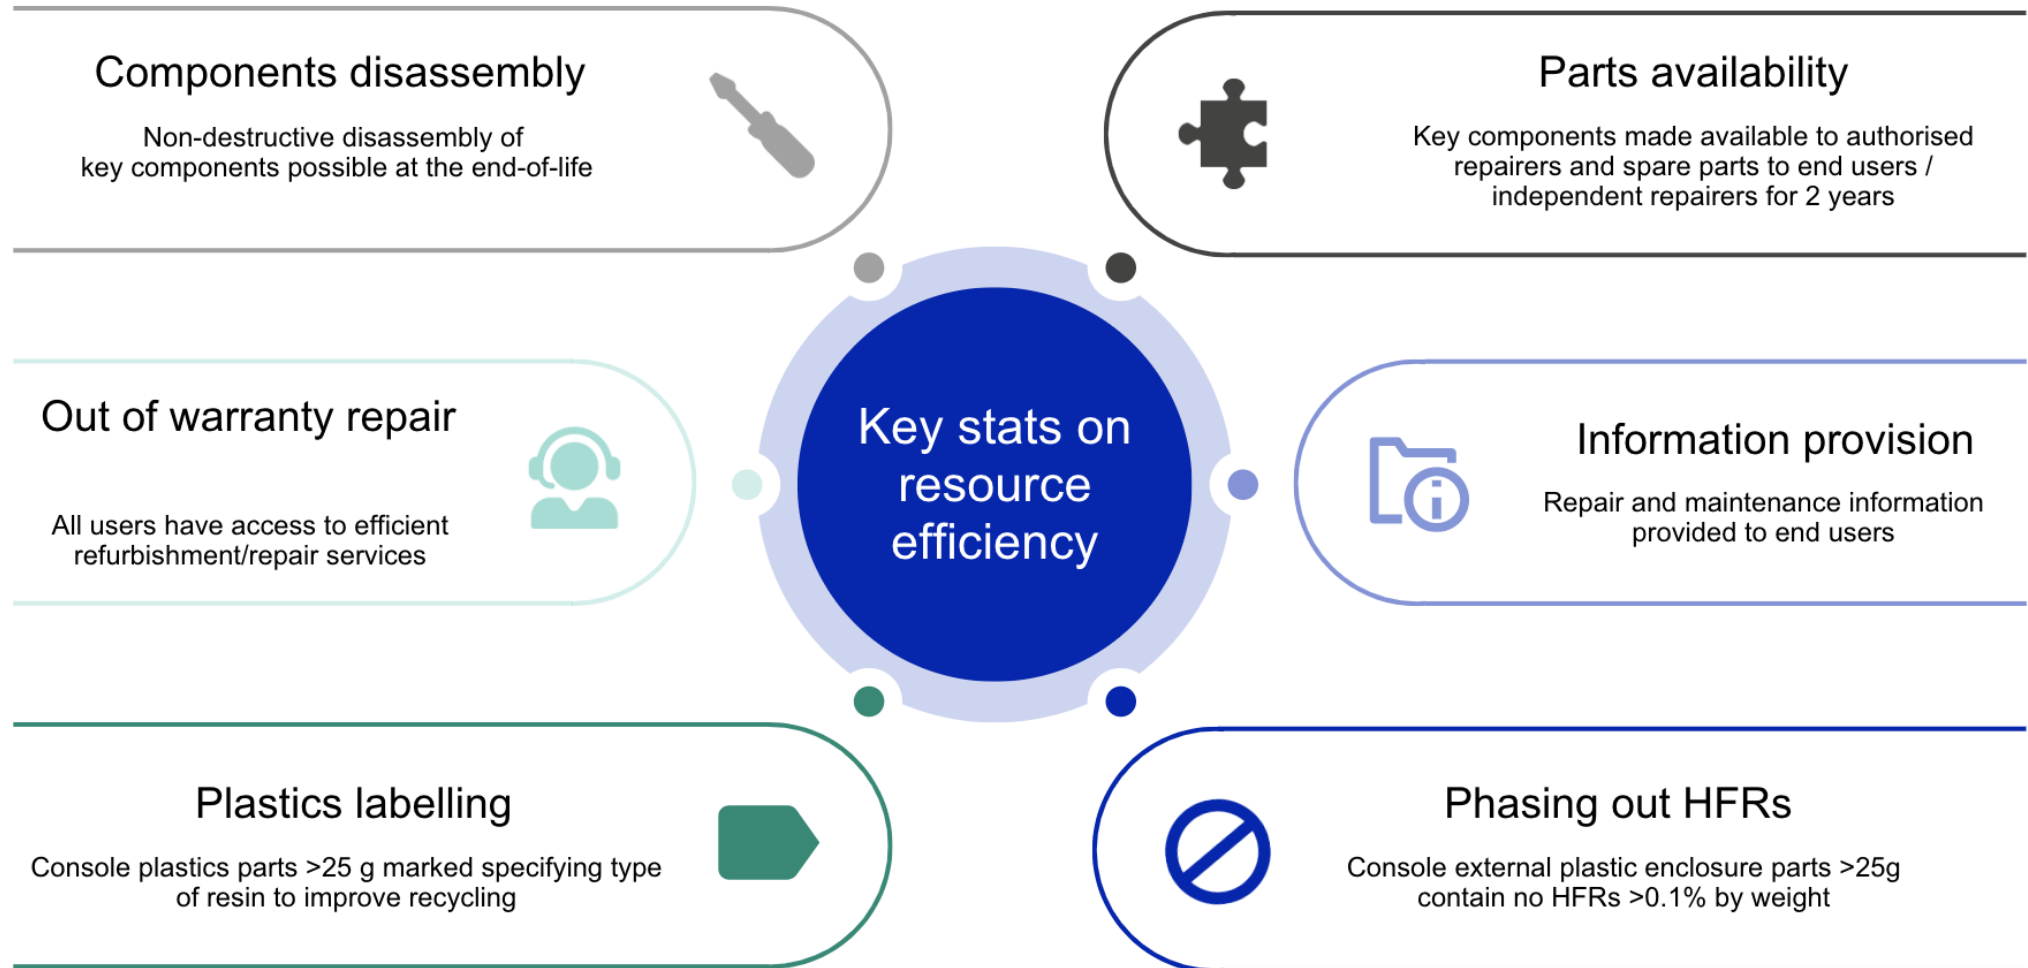 Components disassembly
Non-destructive disassembly of
key components possible at the end-of-life
Parts availability
Key components made available to authorised
repairers and spare parts to end users /
independent repairers for 2 years
Out of warranty repair
All users have access to efficient
refurbishment/repair services
Key stats on
resource
efficiency
Information provision
Repair and maintenance information
provided to end users
Plastics labelling
Console plastics parts >25 g marked specifying type
of resin to improve recycling
Phasing out HFRs
Console external plastic enclosure parts >25g
contain no HFRs >0.1% by weight